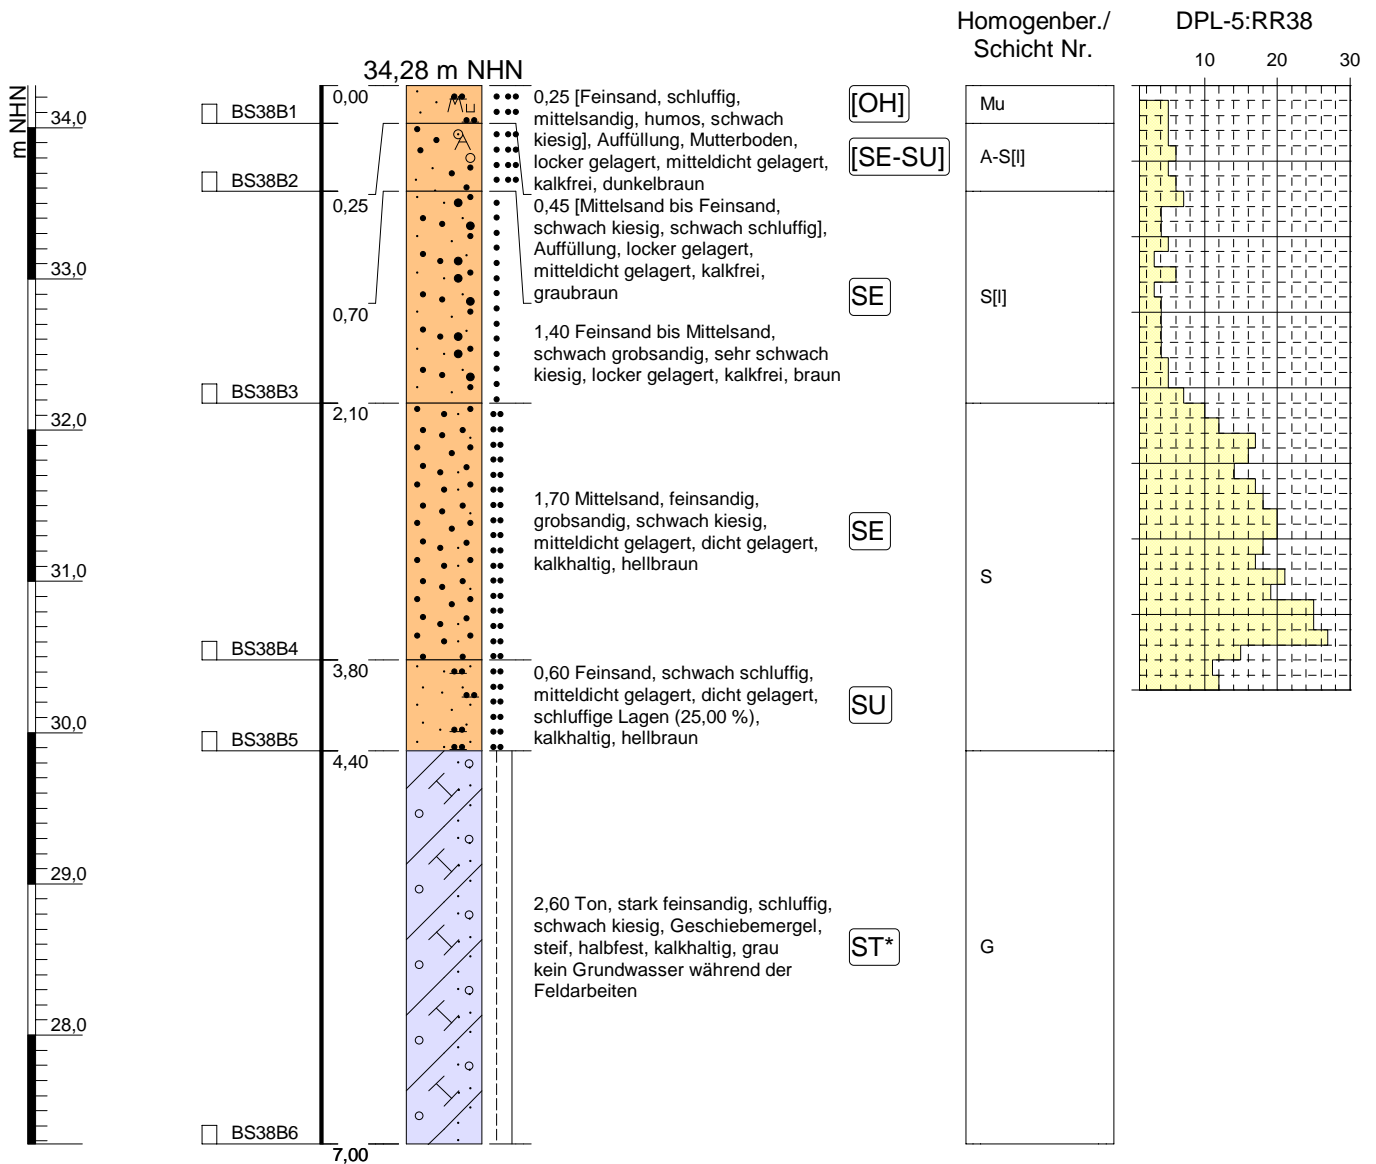 Homogenber./
Schicht Nr.
DPL-5:RR38
10 20 30
34,28 m NHN
m NHN
34,0
33,0
32,0
31,0
30,0
29,0
28,0
BS38B1
BS38B2
BS38B3
BS38B4
BS38B5
BS38B6
0,00
0,25
0,70
2,10
3,80
4,40
7,00
Mu
A
0,25 [Feinsand, schluffig,
mittelsandig, humos, schwach
kiesig], Auffüllung, Mutterboden,
locker gelagert, mitteldicht gelagert,
kalkfrei, dunkelbraun
0,45 [Mittelsand bis Feinsand,
schwach kiesig, schwach schluffig],
Auffüllung, locker gelagert,
mitteldicht gelagert, kalkfrei,
graubraun
1,40 Feinsand bis Mittelsand,
schwach grobsandig, sehr schwach
kiesig, locker gelagert, kalkfrei, braun
1,70 Mittelsand, feinsandig,
grobsandig, schwach kiesig,
mitteldicht gelagert, dicht gelagert,
kalkhaltig, hellbraun
0,60 Feinsand, schwach schluffig,
mitteldicht gelagert, dicht gelagert,
schluffige Lagen (25,00 %),
kalkhaltig, hellbraun
2,60 Ton, stark feinsandig, schluffig,
schwach kiesig, Geschiebemergel,
steif, halbfest, kalkhaltig, grau
kein Grundwasser während der
Feldarbeiten
[OH]
[SE-SU]
SE
SE
SU
ST*
Mu
A-S[l]
S[l]
S
G